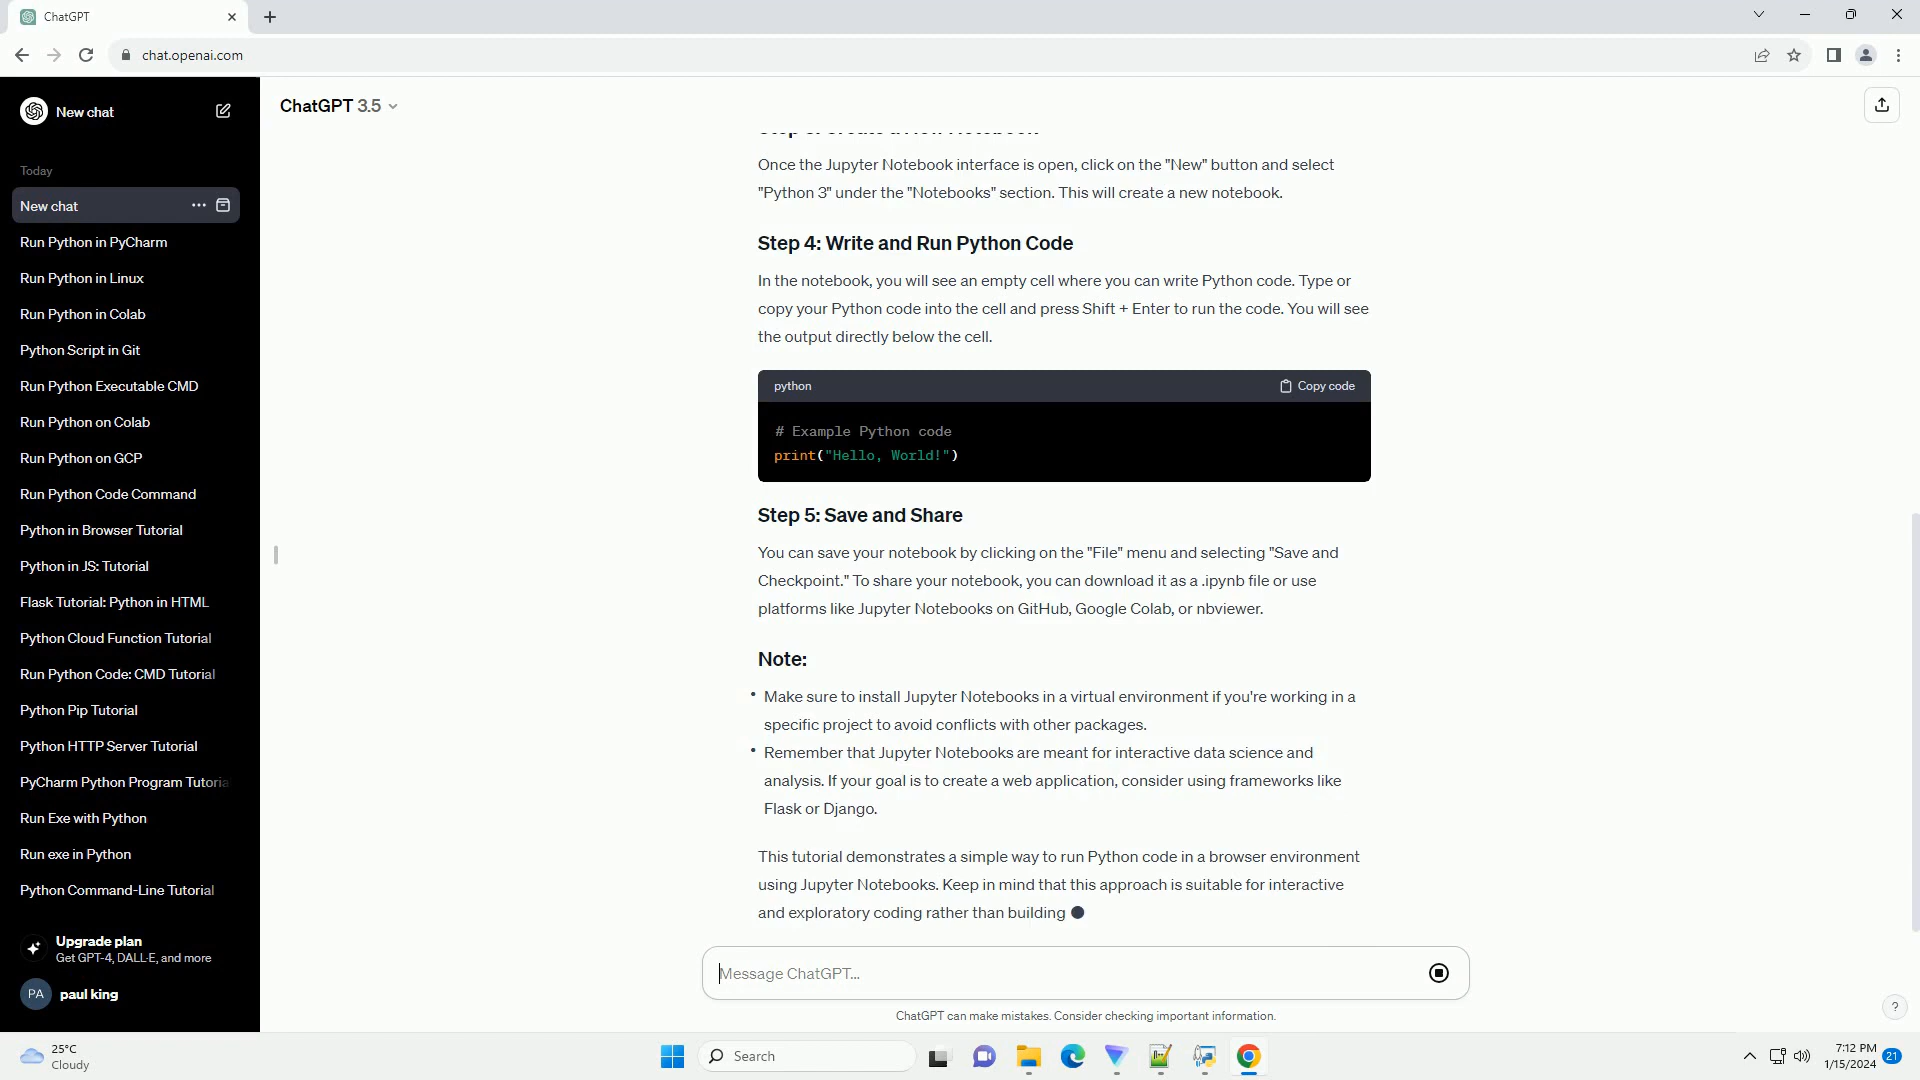 ChatGPT
chat.openai.com
New chat
ChatGPT 3.5
Today
New chat
Run Python in PyCharm
Run Python in Linux
Run Python in Colab
Python Script in Git
Run Python Executable CMD
Run Python on Colab
Run Python on GCP
Run Python Code Command
Python in Browser Tutorial
Python in JS: Tutorial
Flask Tutorial: Python in HTML
Python Cloud Function Tutorial
Run Python Code: CMD Tutorial
Python Pip Tutorial
Python HTTP Server Tutorial
PyCharm Python Program Tutoria
Run Exe with Python
Run exe in Python
Python Command-Line Tutorial
Upgrade plan
Get GPT-4, DALL·E, and more
PA
paul king
Once the Jupyter Notebook interface is open, click on the "New" button and select
"Python 3" under the "Notebooks" section. This will create a new notebook.
Step 4: Write and Run Python Code
In the notebook, you will see an empty cell where you can write Python code. Type or
copy your Python code into the cell and press Shift + Enter to run the code. You will see
the output directly below the cell.
python
Copy code
# Example Python code
print("Hello, World!")
Step 5: Save and Share
You can save your notebook by clicking on the "File" menu and selecting "Save and
Checkpoint." To share your notebook, you can download it as a .ipynb file or use
platforms like Jupyter Notebooks on GitHub, Google Colab, or nbviewer.
Note:
• Make sure to install Jupyter Notebooks in a virtual environment if you're working in a
specific project to avoid conflicts with other packages.
• Remember that Jupyter Notebooks are meant for interactive data science and
analysis. If your goal is to create a web application, consider using frameworks like
Flask or Django.
This tutorial demonstrates a simple way to run Python code in a browser environment
using Jupyter Notebooks. Keep in mind that this approach is suitable for interactive
and exploratory coding rather than building
Message ChatGPT...
ChatGPT can make mistakes. Consider checking important information.
?
25°C
Cloudy
Search
7:12 PM
1/15/2024
21